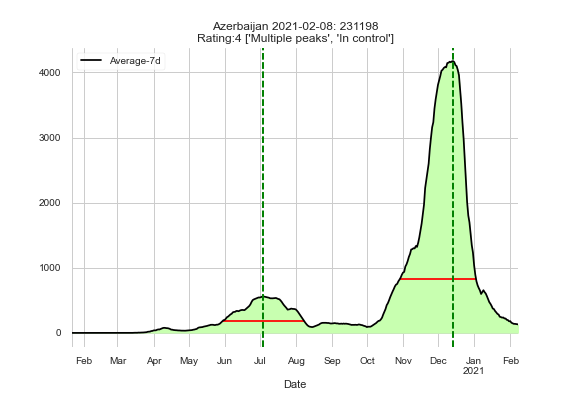 Azerbaijan 2021-02-08: 231198
Rating:4 ['Multiple peaks', 'In control']
Average-7d
4000
3000
2000
1000
0
Feb Mar Apr May Jun Jul Aug Sep Oct Nov Dec Jan Feb
2021
Date